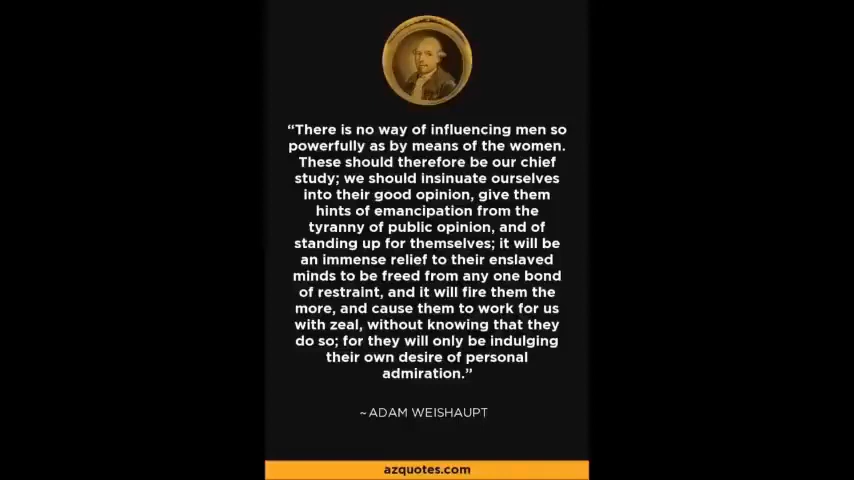 “There is no way of influencing men so
powerfully as by means of the women.
These should therefore be our chief
study; we should insinuate ourselves
into their good opinion, give them
hints of emancipation from the
tyranny of public opinion, and of
standing up for themselves; it will be
an immense relief to their enslaved
minds to be freed from any one bond
of restraint, and it will fire them the
more, and cause them to work for us
with zeal, without knowing that they
do so; for they will only be indulging
their own desire of personal
admiration.”
~ADAM WEISHAUPT
azquotes.com